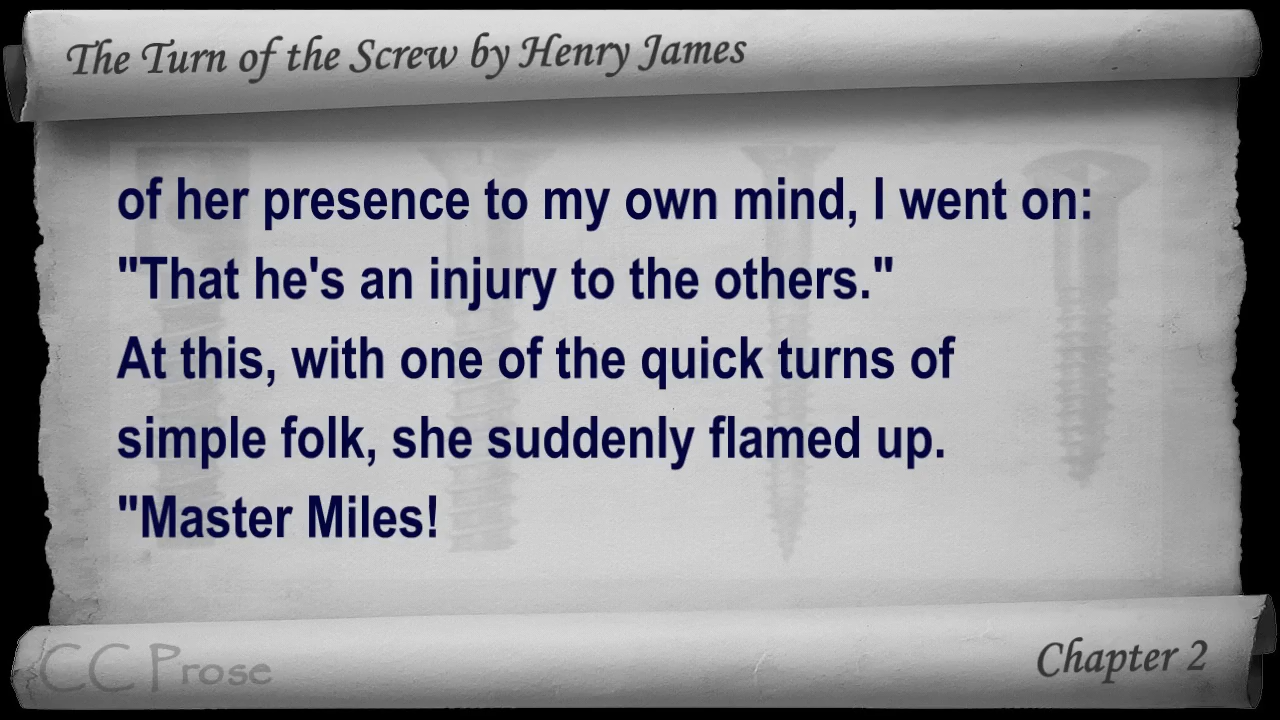 The Turn of the Screw by Henry James
of her presence to my own mind, I went on:
"That he's an injury to the others."
At this, with one of the quick turns of
simple folk, she suddenly flamed up.
"Master Miles!
CC Prose
Chapter 2